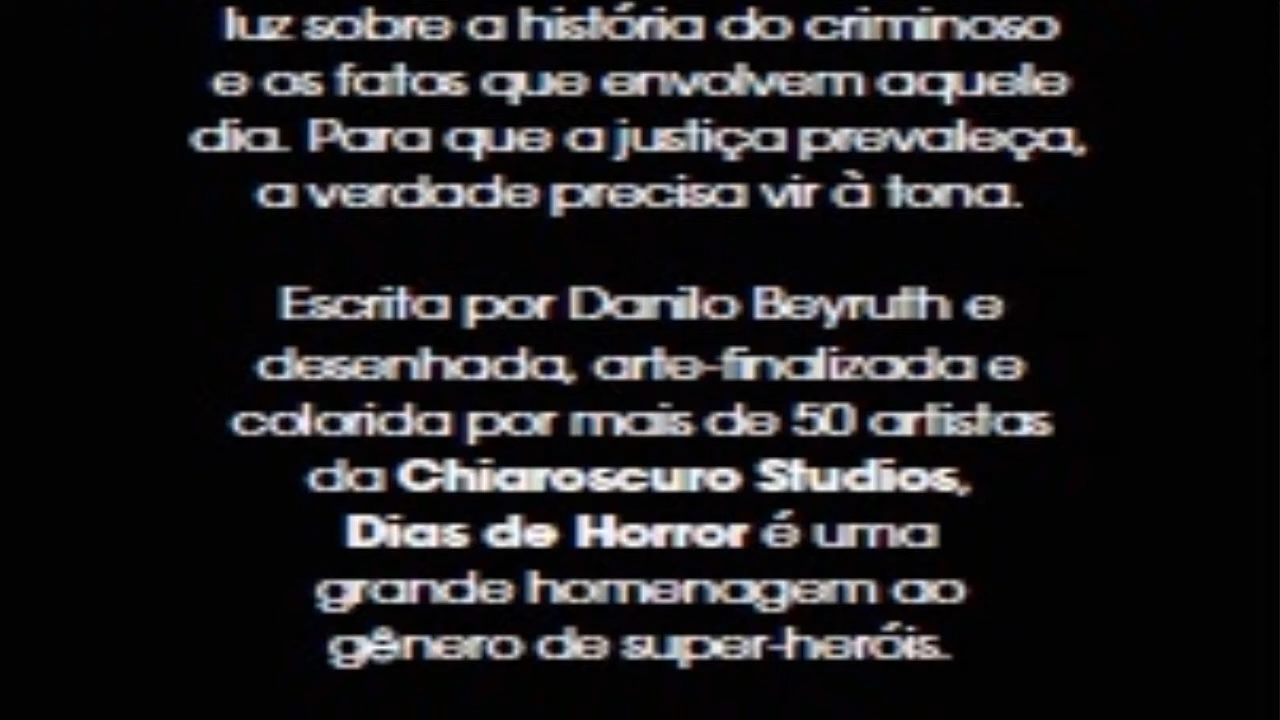 luz sobre a história do criminoso
e os fatos que envolvem aquele
dia. Para que a justiça prevaleça,
a verdade precisa vir à tona.
Escrita por Danilo Beyruth e
desenhada, arte-finalizada e
colorida por mais de 50 artistas
da Chiaroscuro Studios,
Dias de Horror é uma
grande homenagem ao
gênero de super-heróis.